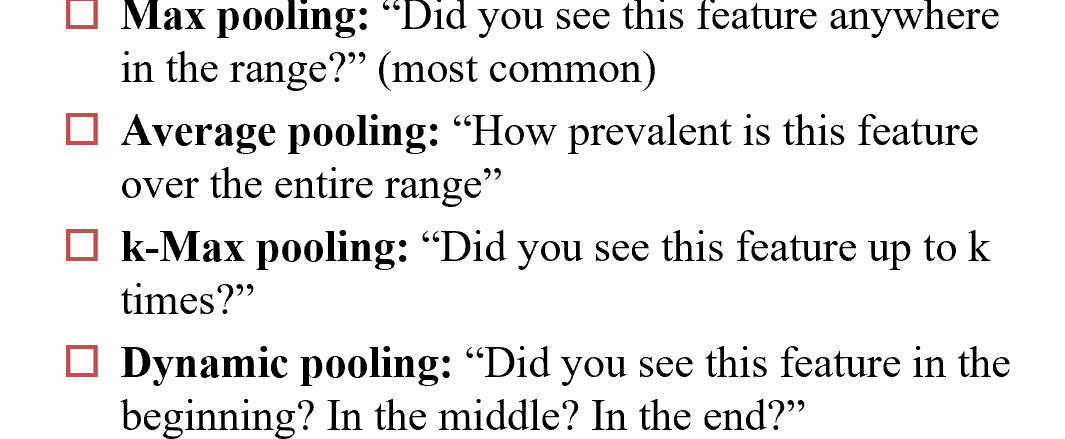 Max pooling: “Did you see this feature anywhere
in the range?” (most common)
Average pooling: “How prevalent is this feature
over the entire range”
k-Max pooling: “Did you see this feature up to k
times?”
Dynamic pooling: “Did you see this feature in the
beginning? In the middle? In the end?”